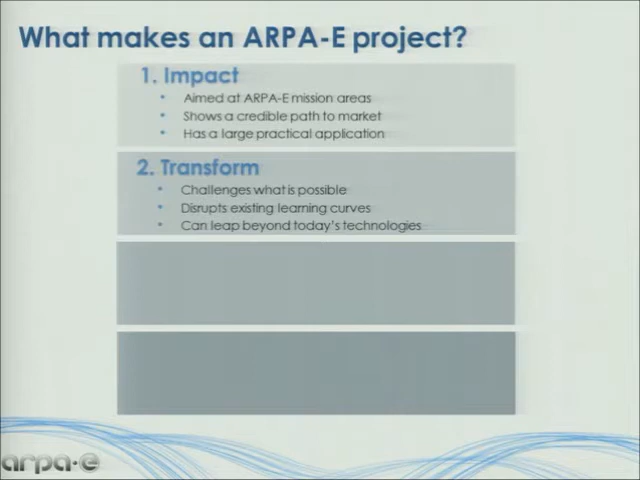 What makes an ARPA-E project?
1. Impact
• Aimed at ARPA-E mission areas
• Shows a credible path to market
• Has a large practical application
2. Transform
• Challenges what is possible
• Disrupts existing learning curves
• Can leap beyond today's technologies
arpa·e